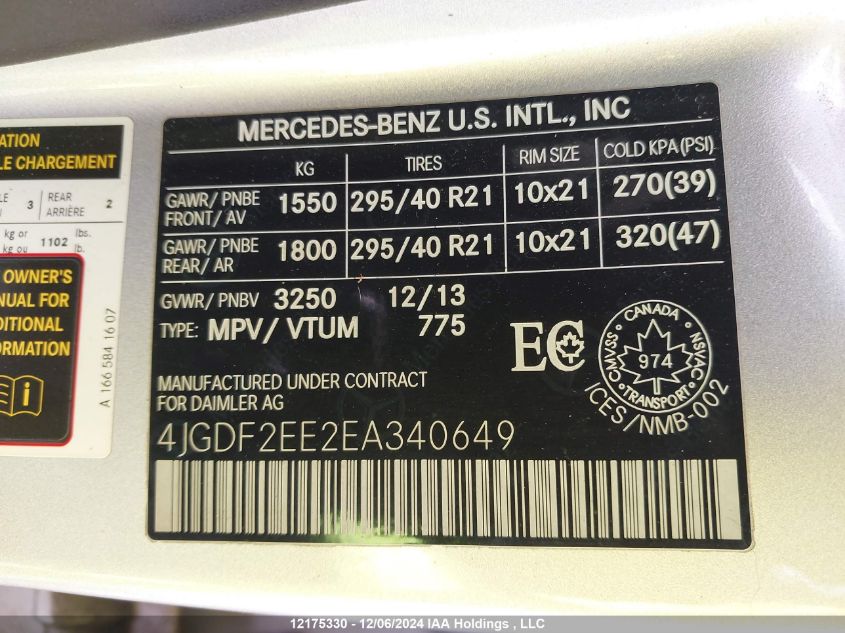 ATION
LE CHARGEMENT
3 REAR ARRIÈRE 2
kg or
kg ou 1102 lbs. lb.
OWNER'S
FOR
A 166 584 16 07
MERCEDES-BENZ U.S. INTL., INC
KG TIRES RIM SIZE COLD KPA(PSI)
GAWR/ PNBE FRONT/ AV 1550 295/40 R21 10x21 270(39)
GAWR/ PNBE REAR/ AR 1800 295/40 R21 10x21 320(47)
GVWR/ PNBV 3250 12/13
TYPE: MPV/ VTUM 775
EC
CANADA
974
TRANSPORT
NSVAC
CMVSS
ICES/NMB-002
MANUFACTURED UNDER CONTRACT
FOR DAIMLER AG
4JGDF2EE2EA340649
12175330 - 12/06/2024 IAA Holdings , LLC